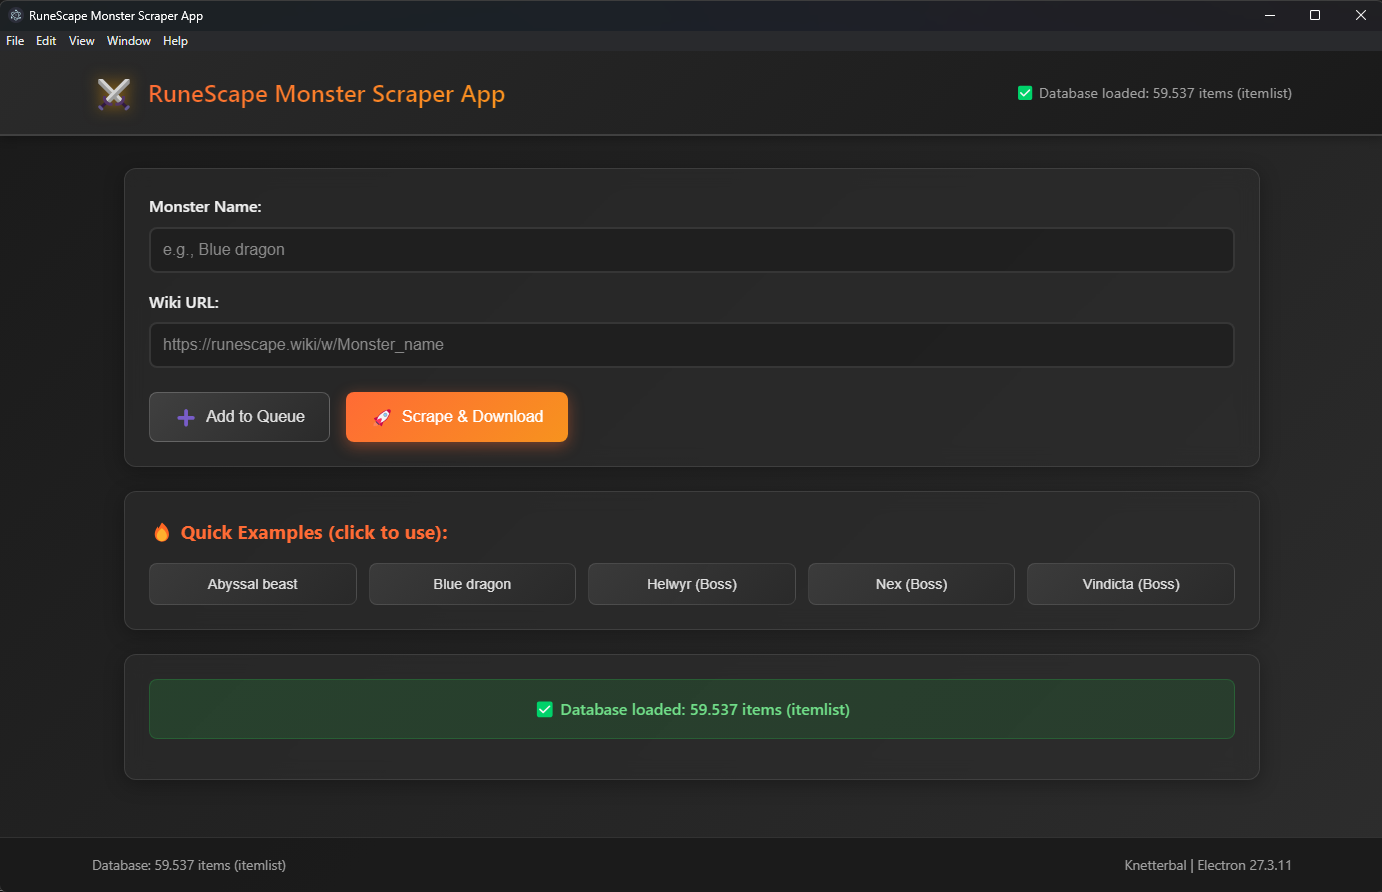 RuneScape Monster Scraper App
File Edit View Window Help
RuneScape Monster Scraper App
Database loaded: 59.537 items (itemlist)
Monster Name:
e.g., Blue dragon
Wiki URL:
https://runescape.wiki/w/Monster_name
Add to Queue
Scrape & Download
Quick Examples (click to use):
Abyssal beast
Blue dragon
Helwyr (Boss)
Nex (Boss)
Vindicta (Boss)
Database loaded: 59.537 items (itemlist)
Database: 59.537 items (itemlist)
Knetterbal | Electron 27.3.11